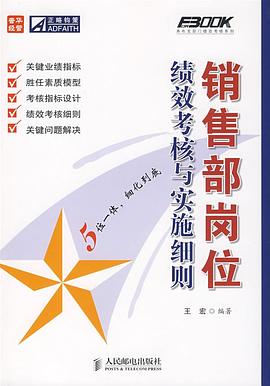 普华
经管
正略钧策
ADFAITH
EBOOK
关键业绩指标
胜任素质模型
考核指标设计
绩效考核细则
关键问题解决
销售部岗位
绩效考核与实施细则
5位一体，细化到底
王宏 编著
人民邮电出版社
POSTS & TELECOM PRESS